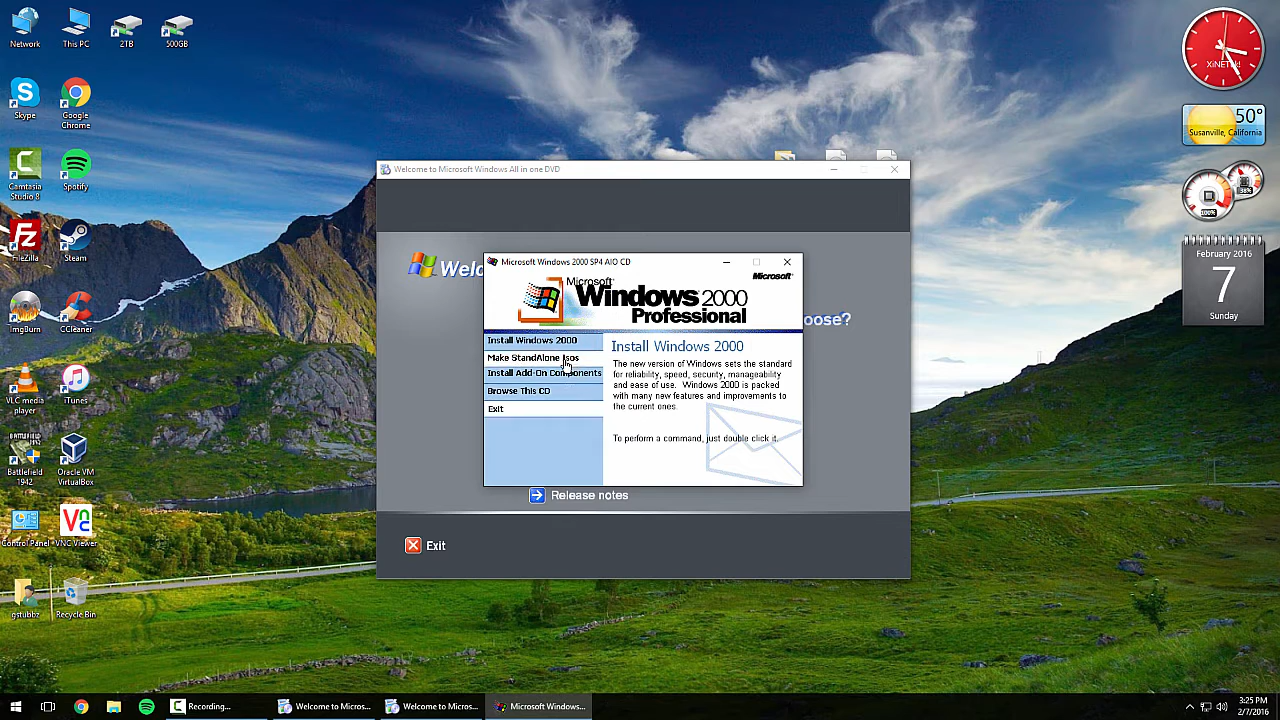 Network
This PC
2TB
500GB
Skype
Google
Chrome
Camtasia
Studio 8
Spotify
FileZilla
Steam
ImgBurn
CCleaner
VLC media
player
iTunes
Battlefield
1942
Oracle VM
VirtualBox
Control Panel
VNC Viewer
gstubbz
Recycle Bin
Welcome to Microsoft Windows All in one DVD
Welc
oose?
Microsoft Windows 2000 SP4 AIO CD
Microsoft
Microsoft
Windows 2000
Professional
Install Windows 2000
Make StandAlone Isos
Install Add-On Components
Browse This CD
Exit
Install Windows 2000
The new version of Windows sets the standard
for reliability, speed, security, manageability
and ease of use. Windows 2000 is packed
with many new features and improvements to
the current ones.
To perform a command, just double click it.
Release notes
Exit
XiNETek!
50°
Susanville, California
38%
100%
February 2016
7
Sunday
Recording...
Welcome to Micros...
Welcome to Micros...
Microsoft Windows...
3:25 PM
2/7/2016